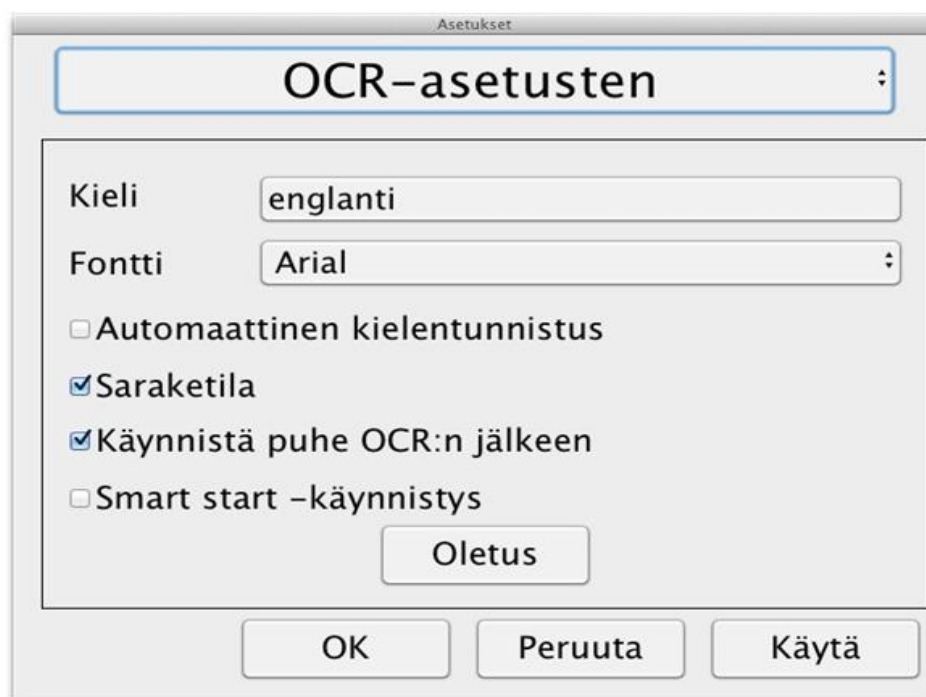 Asetukset
OCR–asetusten
Kieli
englanti
Fontti
Arial
Automaattinen kielentunnistus
Saraketila
Käynnistä puhe OCR:n jälkeen
Smart start –käynnistys
Oletus
OK
Peruuta
Käytä